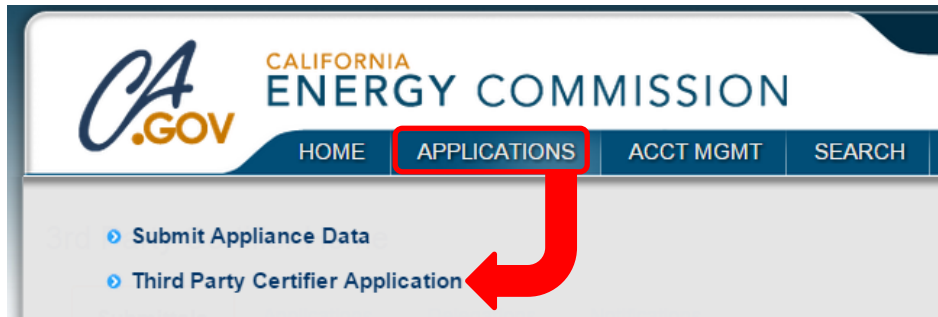 CA
.GOV
CALIFORNIA
ENERGY COMMISSION
HOME APPLICATIONS ACCT MGMT SEARCH
Submit Appliance Data
Third Party Certifier Application